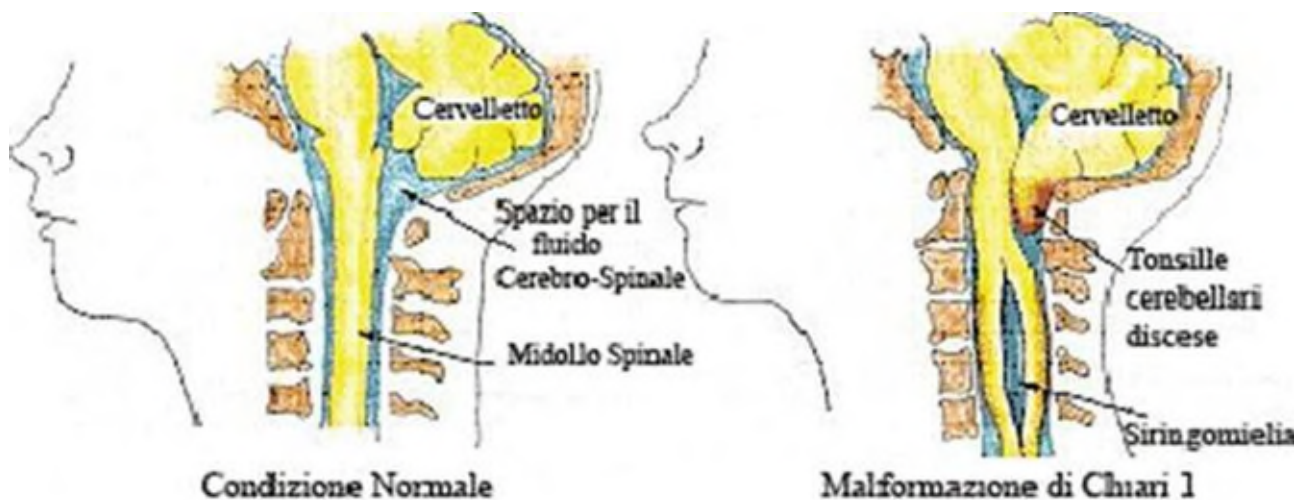 Cervelletto
Spazio per il
fluido
Cerebro-Spinale
Midollo Spinale
Condizione Normale
Cervelletto
Tonsille
cerebellarii
discese
Siringomielia
Malformazione di Chiari 1